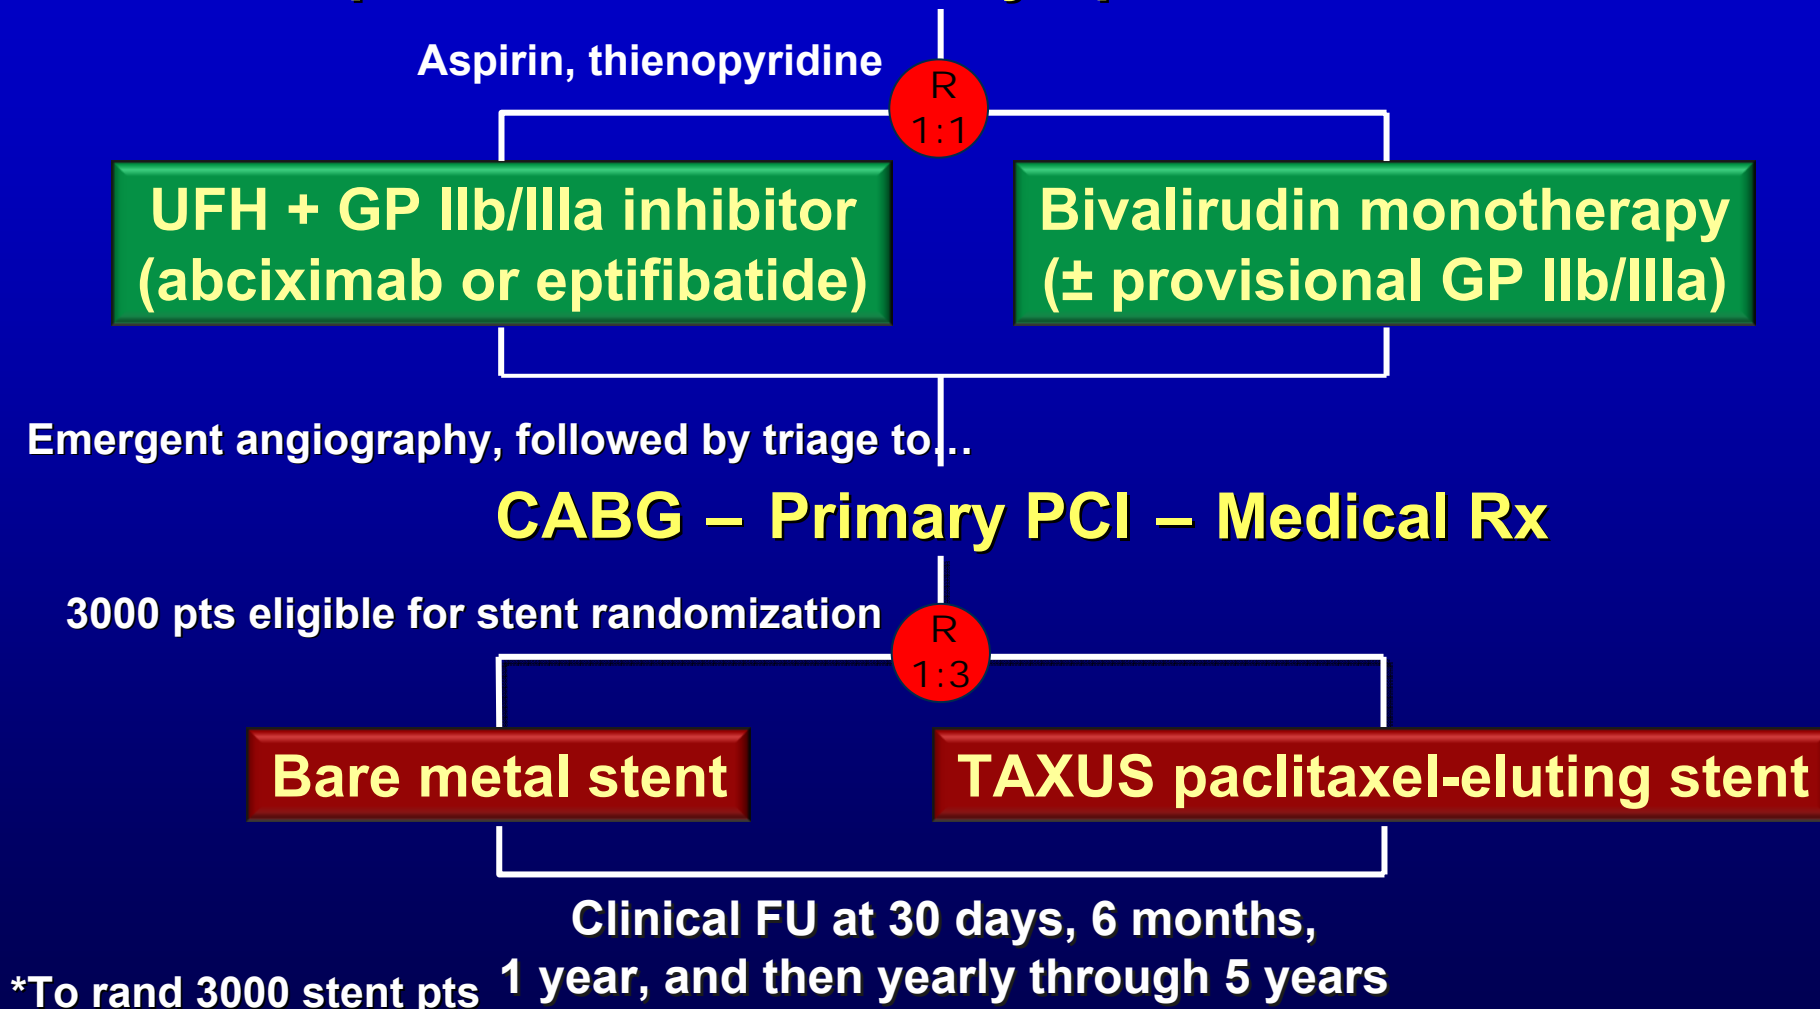 Aspirin, thienopyridine
R
1:1
UFH + GP IIb/IIIa inhibitor
(abciximab or eptifibatide)
Bivalirudin monotherapy
(± provisional GP IIb/IIIa)
Emergent angiography, followed by triage to…
CABG – Primary PCI – Medical Rx
3000 pts eligible for stent randomization
R
1:3
Bare metal stent
TAXUS paclitaxel-eluting stent
Clinical FU at 30 days, 6 months,
1 year, and then yearly through 5 years
*To rand 3000 stent pts